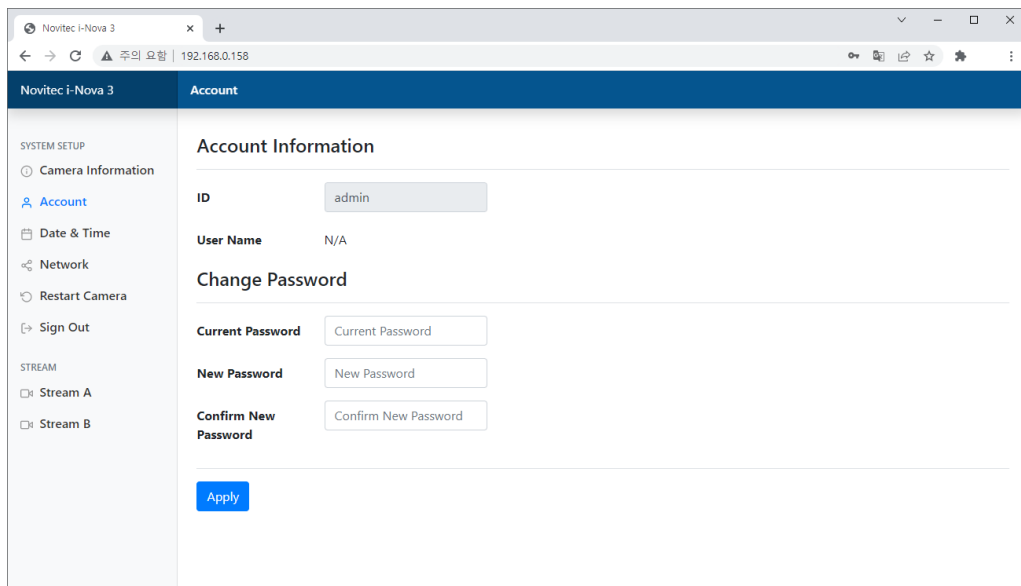 Novitec i-Nova 3
주의 요함 192.168.0.158
Novitec i-Nova 3
Account
SYSTEM SETUP
Camera Information
Account
Date & Time
Network
Restart Camera
Sign Out
STREAM
Stream A
Stream B
Account Information
ID admin
User Name N/A
Change Password
Current Password Current Password
New Password New Password
Confirm New Confirm New Password
Password
Apply